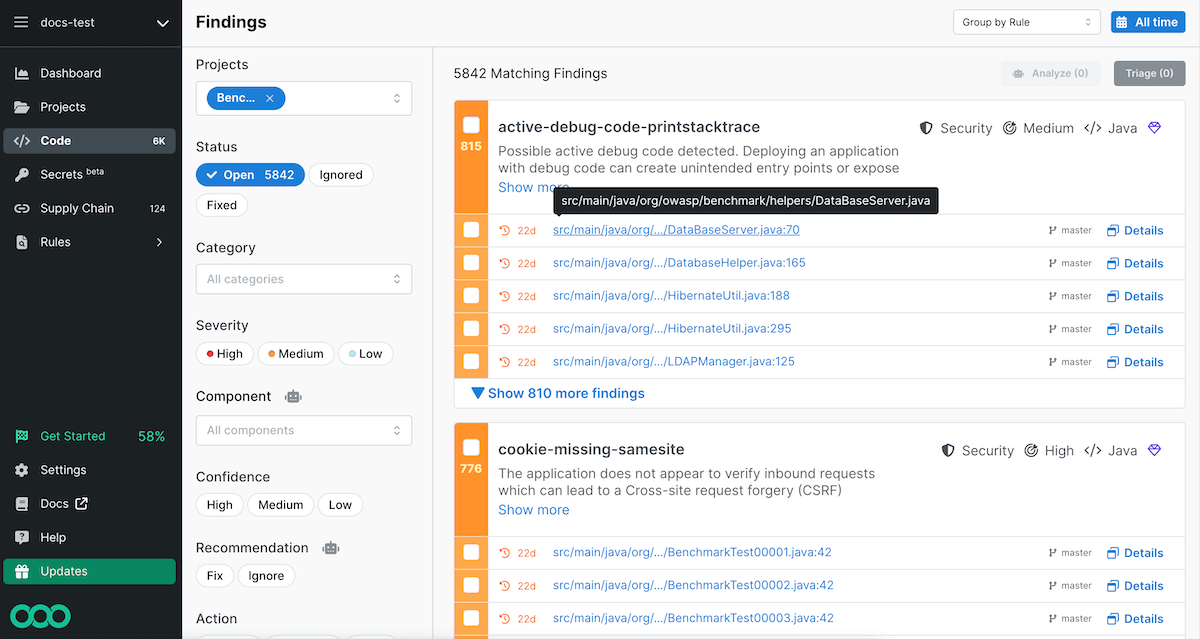 docs-test
Dashboard
Projects
Code 6K
Secrets beta
Supply Chain 124
Rules
Get Started 58%
Settings
Docs
Help
Updates
Findings
Group by Rule
All time
Projects
Benc...
Status
Open 5842
Ignored
Fixed
Category
All categories
Severity
High
Medium
Low
Component
All components
Confidence
High
Medium
Low
Recommendation
Fix
Ignore
Action
5842 Matching Findings
Analyze (0)
Triage (0)
815
active-debug-code-printstacktrace
Security
Medium
Java
Possible active debug code detected. Deploying an application
with debug code can create unintended entry points or expose
Show more
src/main/java/org/owasp/benchmark/helpers/DataBaseServer.java
22d src/main/java/org/.../DataBaseServer.java:70 master Details
22d src/main/java/org/.../DatabaseHelper.java:165 master Details
22d src/main/java/org/.../HibernateUtil.java:188 master Details
22d src/main/java/org/.../HibernateUtil.java:295 master Details
22d src/main/java/org/.../LDAPManager.java:125 master Details
Show 810 more findings
776
cookie-missing-samesite
Security
High
Java
The application does not appear to verify inbound requests
which can lead to a Cross-site request forgery (CSRF)
Show more
22d src/main/java/org/.../BenchmarkTest00001.java:42 master Details
22d src/main/java/org/.../BenchmarkTest00002.java:42 master Details
22d src/main/java/org/.../BenchmarkTest00003.java:42 master Details